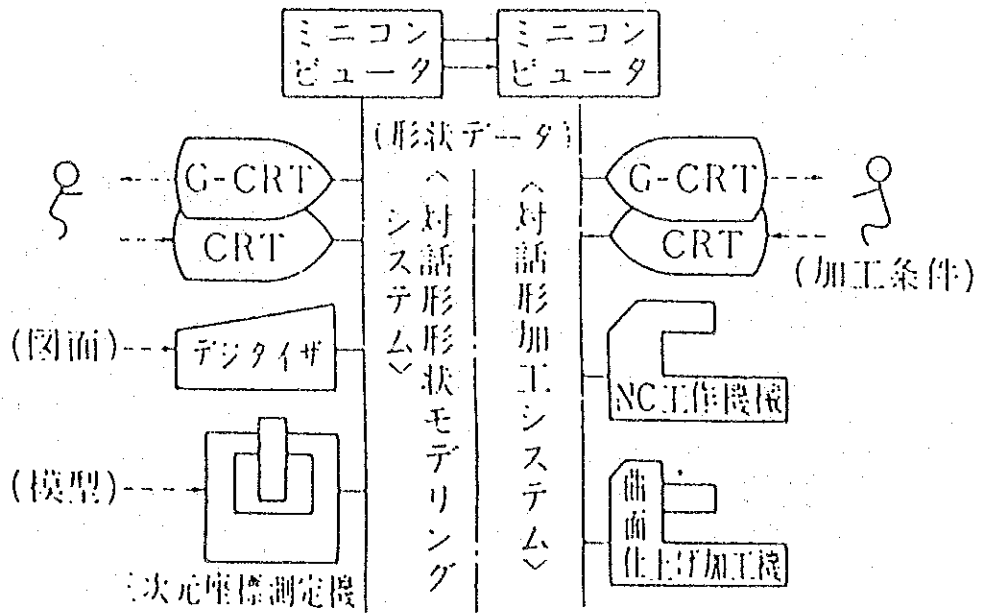 ミニコン
ピュータ
ミニコン
ピュータ
(形状データ)
G-CRT
CRT
G-CRT
CRT
(加工条件)
〈対話形形状モデリング
システム〉
〈対話形加工システム〉
(図面)
デジタイザ
NC工作機械
(模型)
三次元座標測定機
曲面
仕上げ加工機